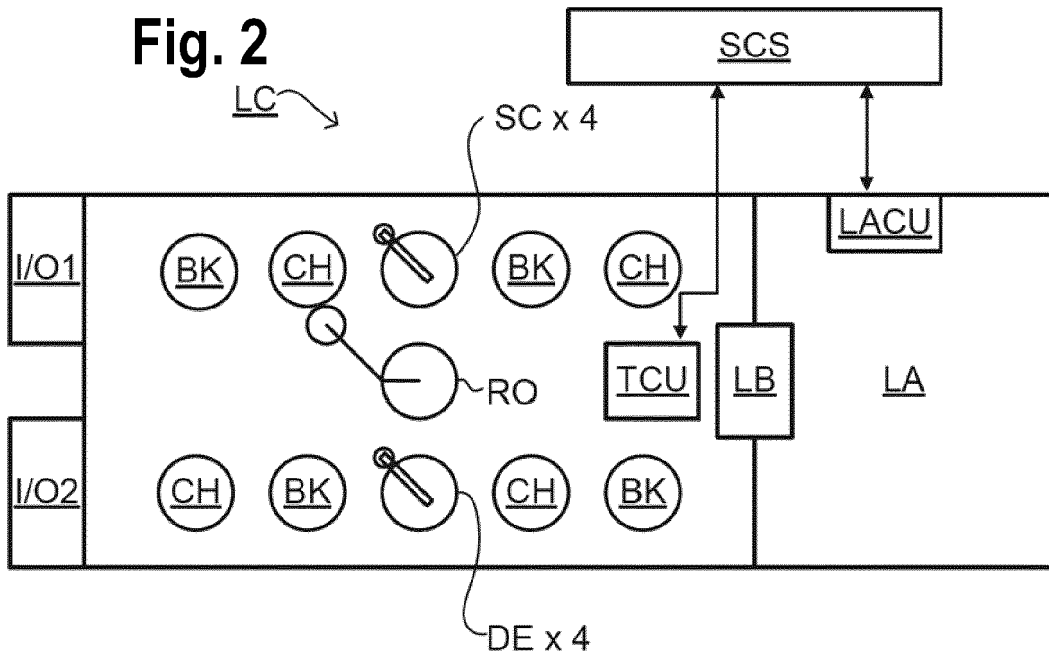 Fig. 2
SCS
LC
SC x 4
I/O1
BK
CH
BK
CH
LACU
RO
TCU
LB
LA
I/O2
CH
BK
CH
BK
DE x 4